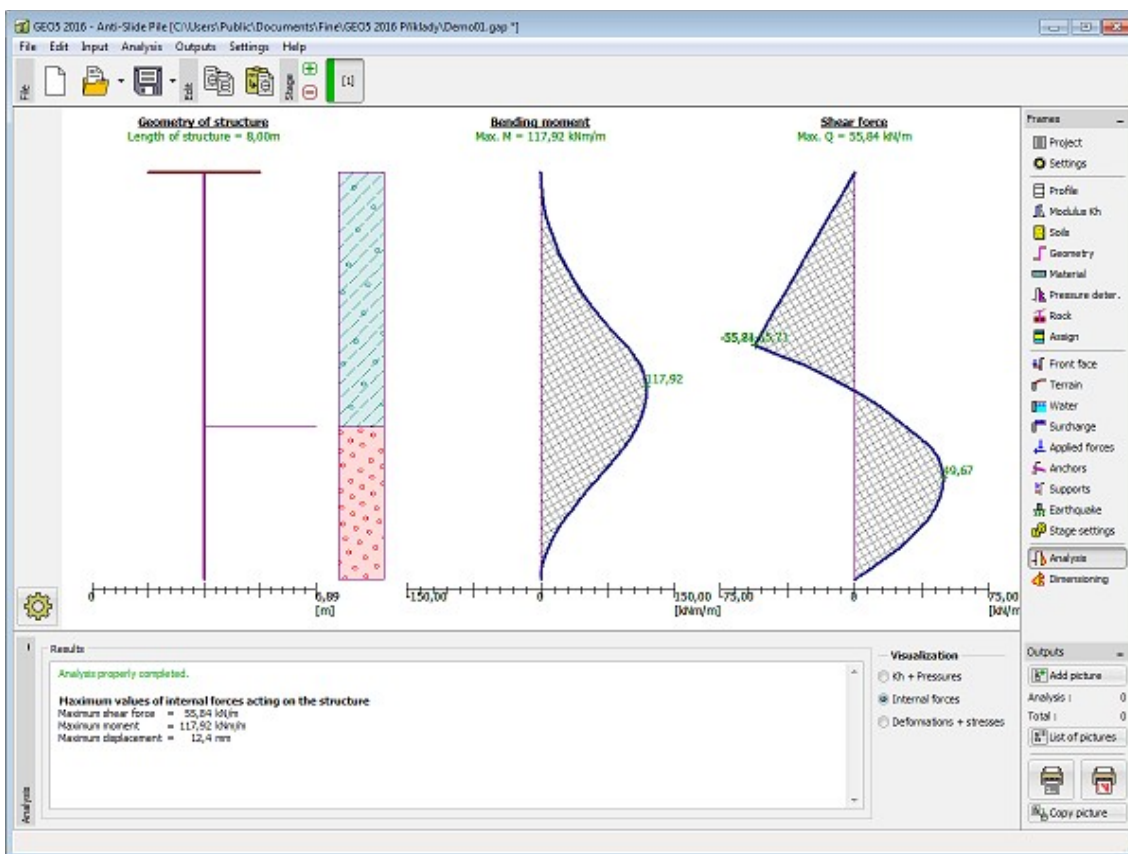 GEO5 2016 - Anti-Slide Pile [C:\Users\Public\Documents\Fine\GEO5 2016 Příklady\Demo01.gap *]
File Edit Input Analysis Outputs Settings Help
File
Edit
Stage
[1]
Geometry of structure
Length of structure = 8,00m
Bending moment
Max. M = 117,92 kNm/m
Shear force
Max. Q = 55,84 kN/m
117,92
49,67
0
[m]
-150,00 0 150,00
[kNm/m]
-75,00 0 75,00
[kN/m
Frames
Project
Settings
Profile
Modulus Kh
Soils
Geometry
Material
Pressure deter.
Rock
Assign
Front face
Terrain
Water
Surcharge
Applied forces
Anchors
Supports
Earthquake
Stage settings
Analysis
Dimensioning
Analysis
Results
Analysis properly completed.
Maximum values of internal forces acting on the structure
Maximum shear force = 55,84 kN/m
Maximum moment = 117,92 kNm/m
Maximum displacement = 12,4 mm
Visualization
Kh + Pressures
Internal forces
Deformations + stresses
Outputs
Add picture
Analysis : 0
Total : 0
List of pictures
Copy picture